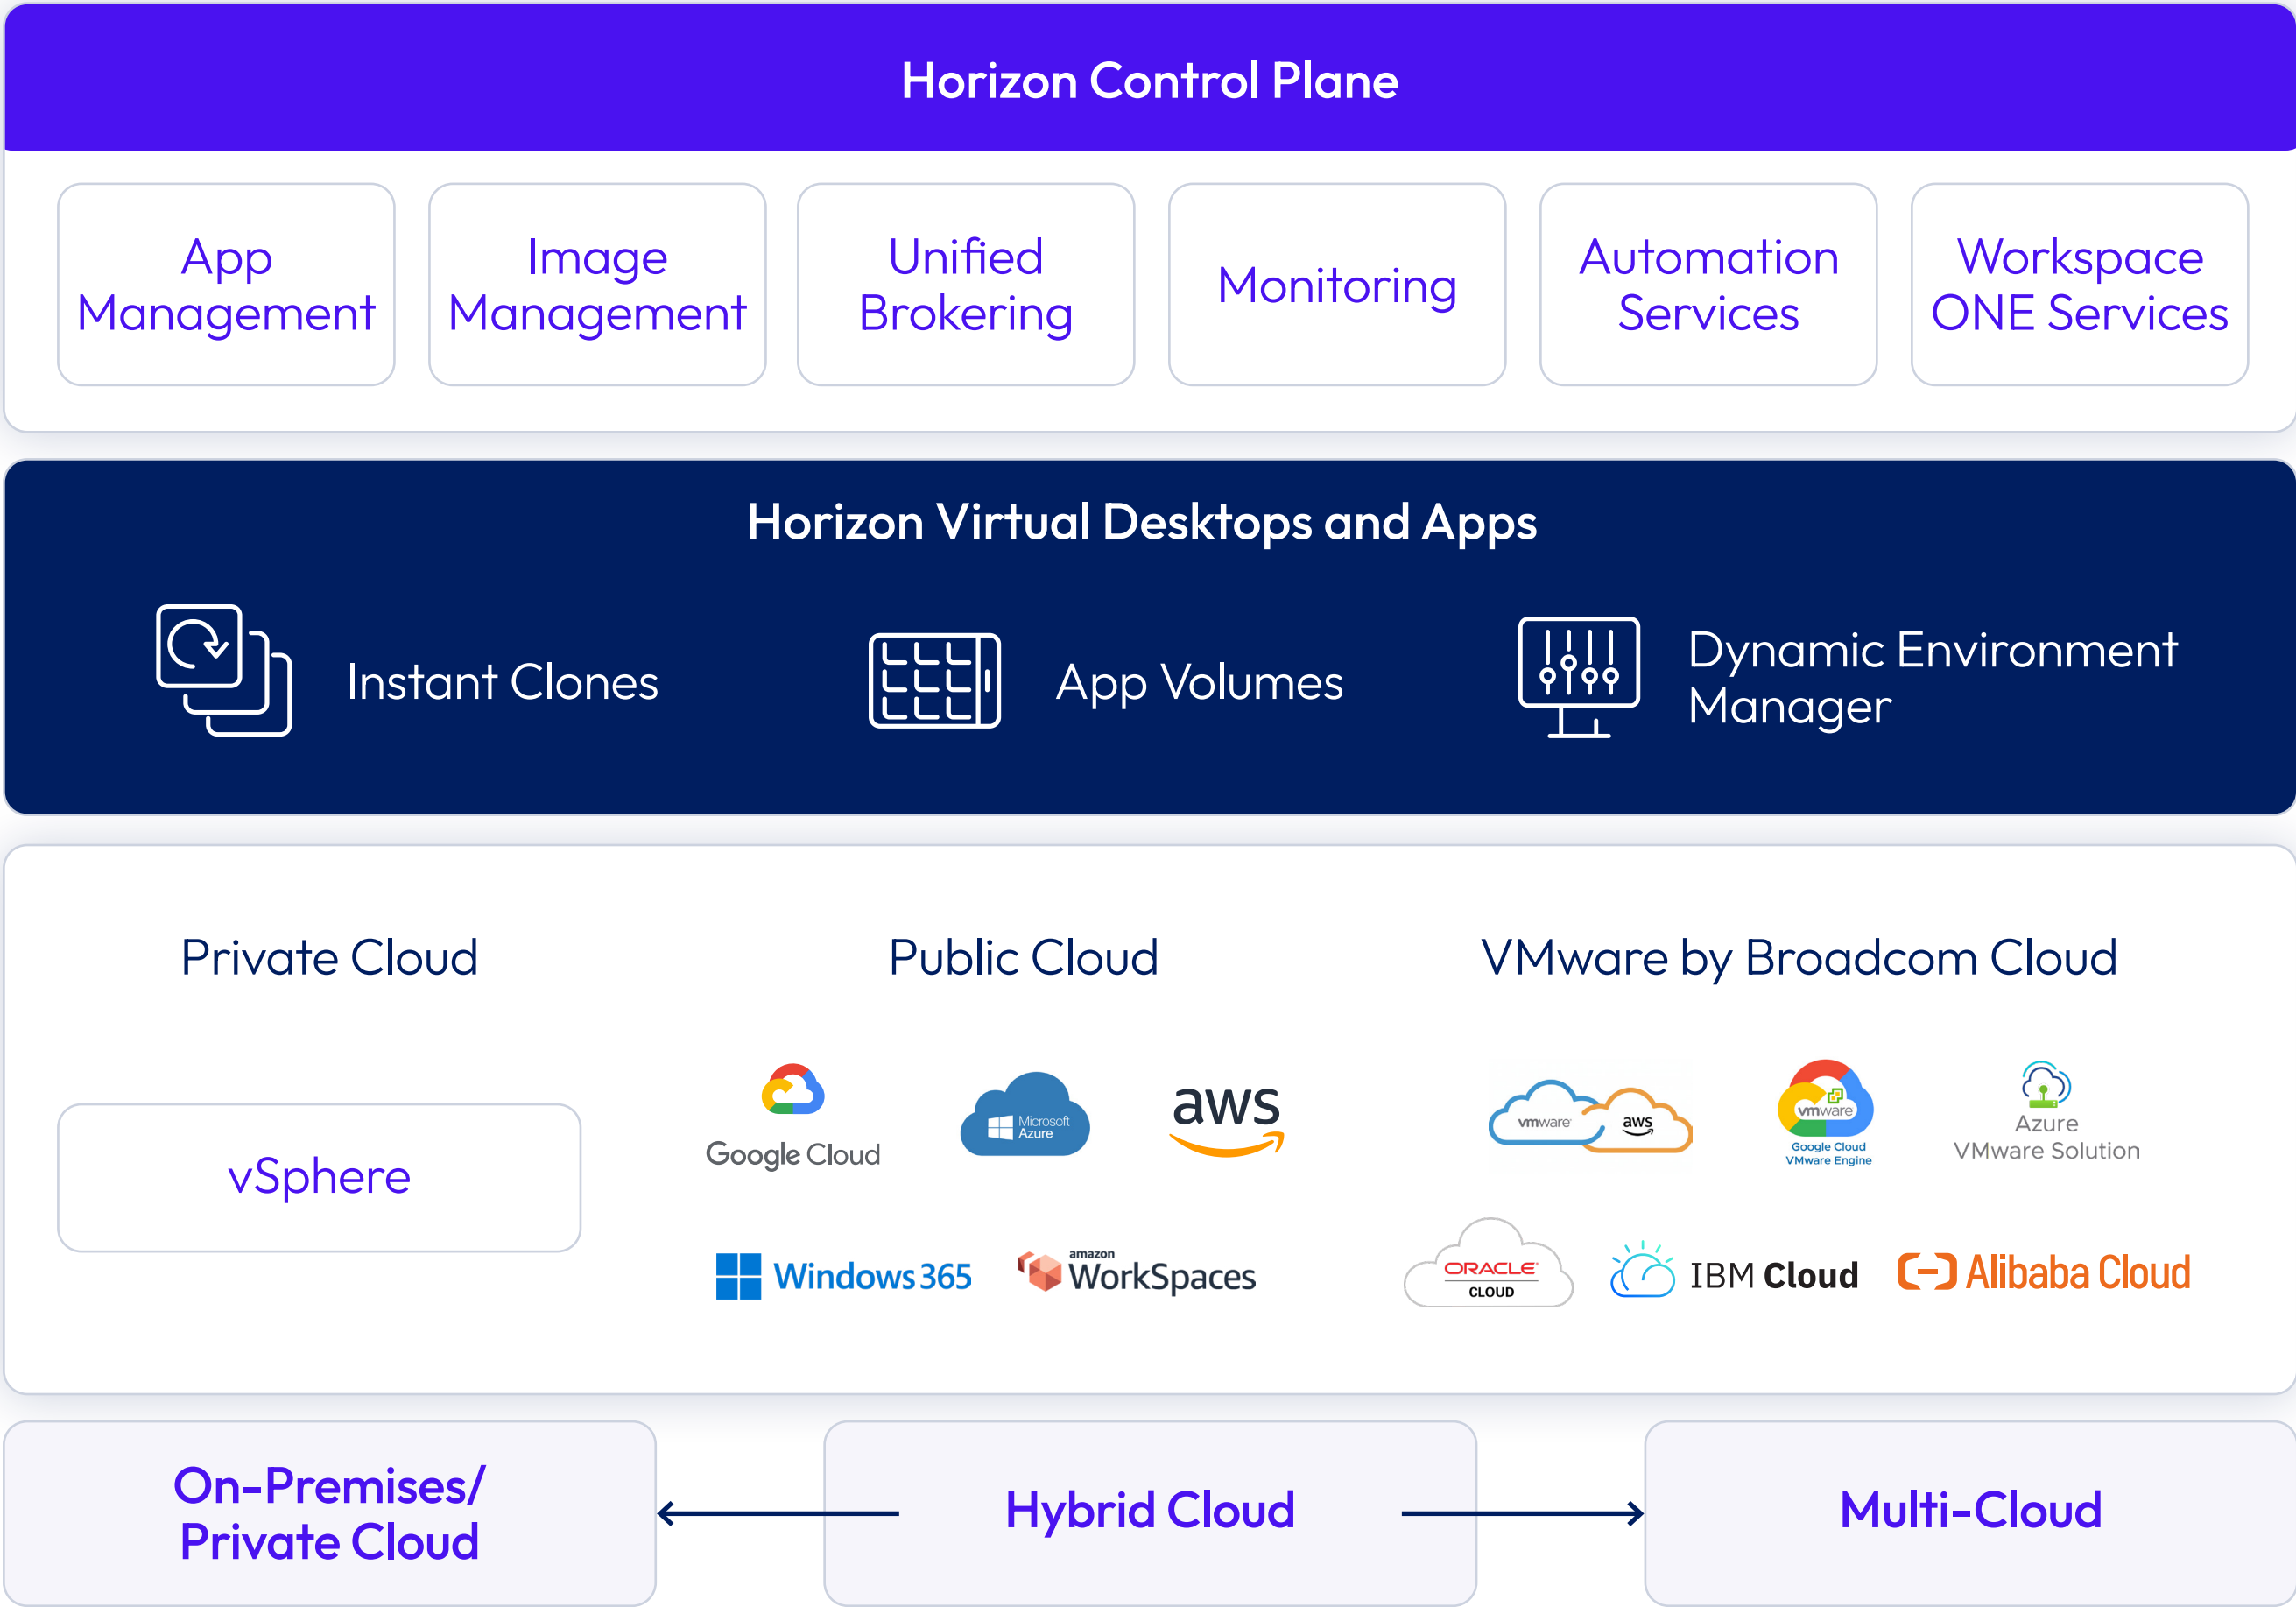 Horizon Control Plane
App
Management
Image
Management
Unified
Brokering
Monitoring
Automation
Services
Workspace
ONE Services
Horizon Virtual Desktops and Apps
Instant Clones
App Volumes
Dynamic Environment
Manager
Private Cloud
Public Cloud
VMware by Broadcom Cloud
vSphere
Google Cloud
Microsoft
Azure
aws
Windows 365
amazon
WorkSpaces
vmware
aws
vmware
Google Cloud
VMware Engine
Azure
VMware Solution
ORACLE
CLOUD
IBM Cloud
Alibaba Cloud
On-Premises/
Private Cloud
Hybrid Cloud
Multi-Cloud